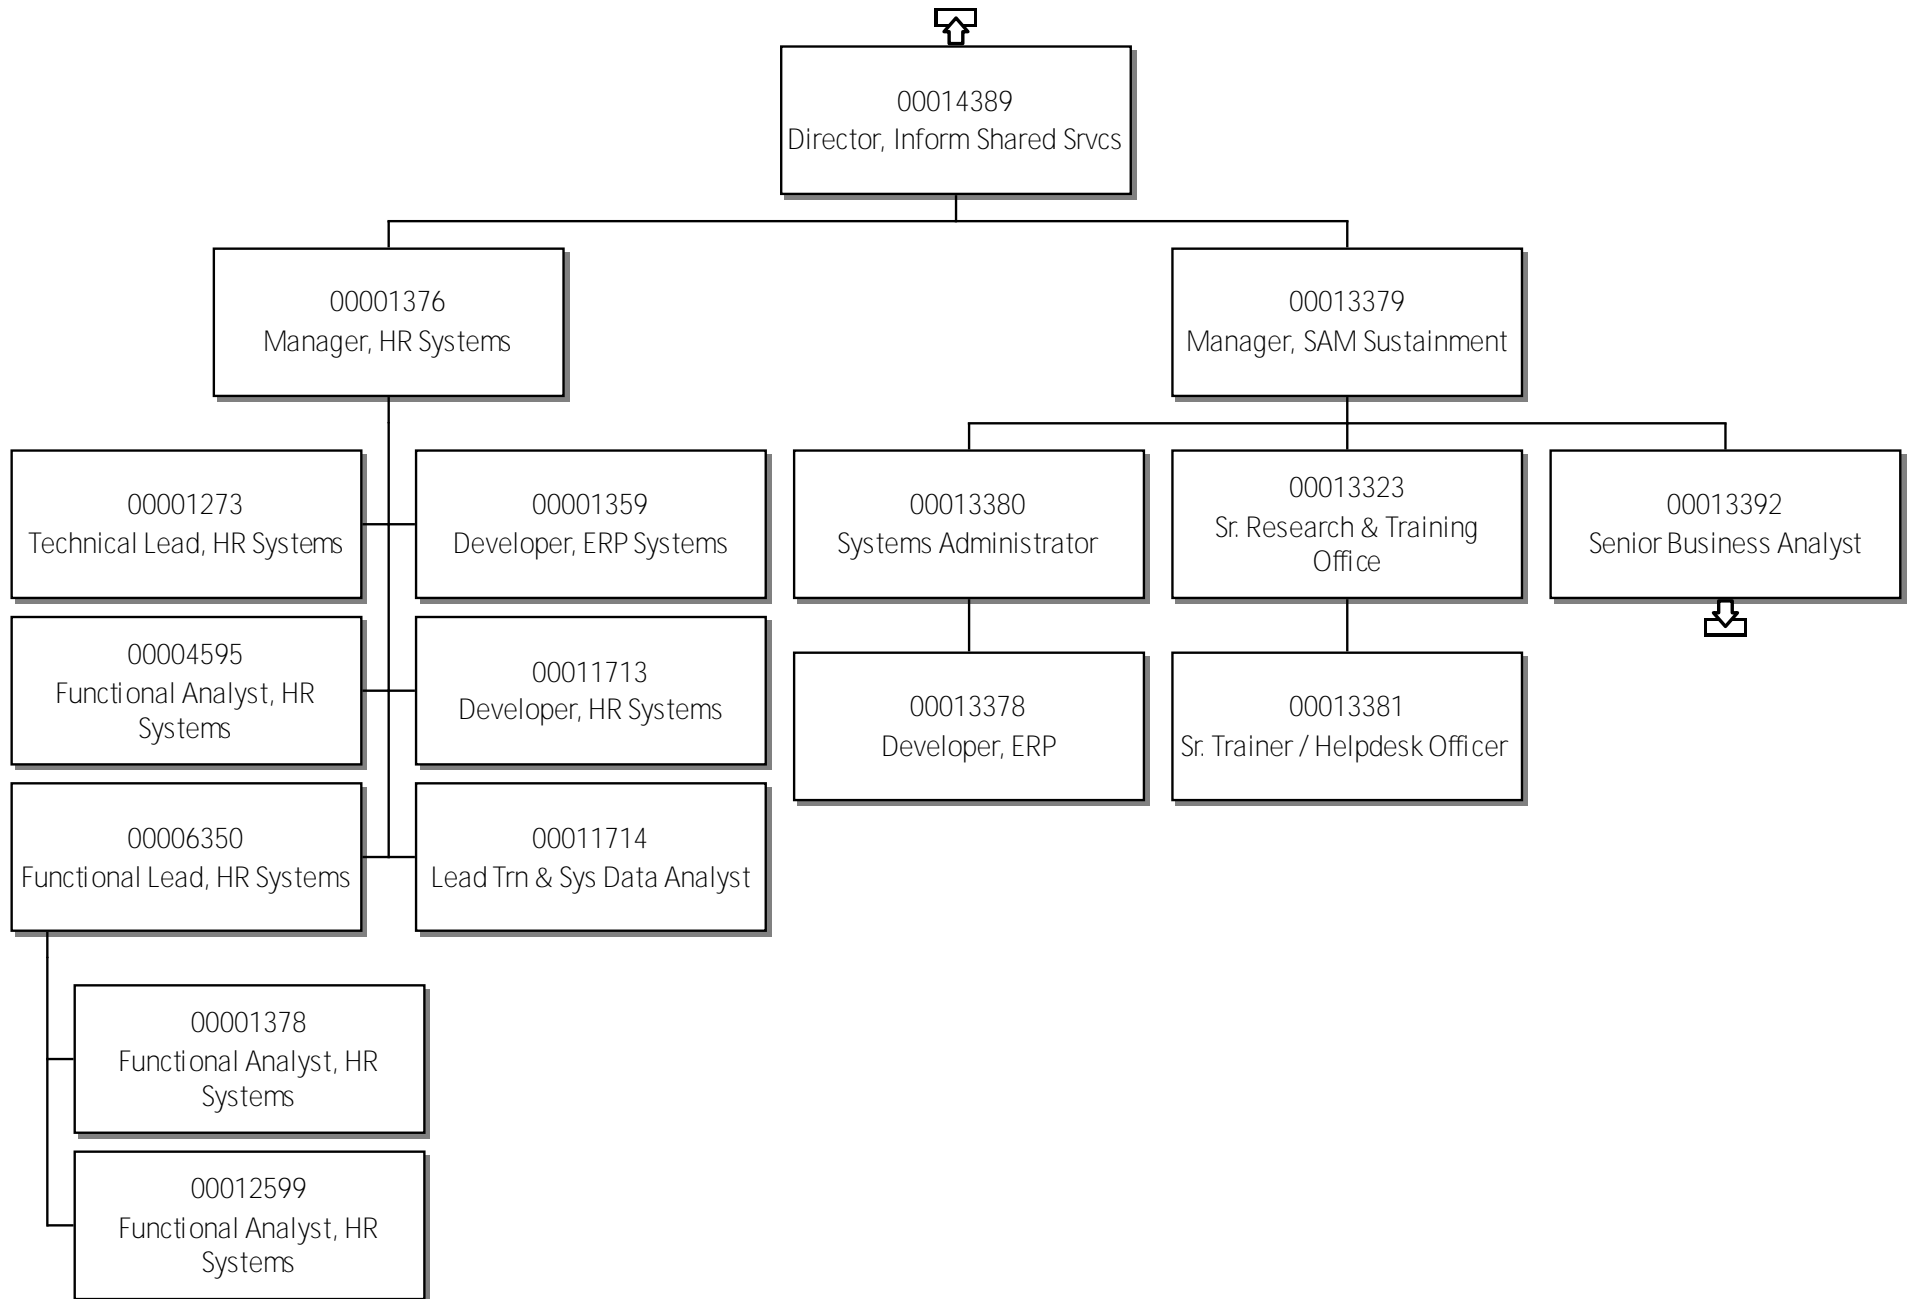 00014389
Director, Inform Shared Srvcs
00001376
Manager, HR Systems
00013379
Manager, SAM Sustainment
00001273
Technical Lead, HR Systems
00001359
Developer, ERP Systems
00013380
Systems Administrator
00013323
Sr. Research & Training
Office
00013392
Senior Business Analyst
00004595
Functional Analyst, HR
Systems
00011713
Developer, HR Systems
00013378
Developer, ERP
00013381
Sr. Trainer / Helpdesk Officer
00006350
Functional Lead, HR Systems
00011714
Lead Trn & Sys Data Analyst
00001378
Functional Analyst, HR
Systems
00012599
Functional Analyst, HR
Systems